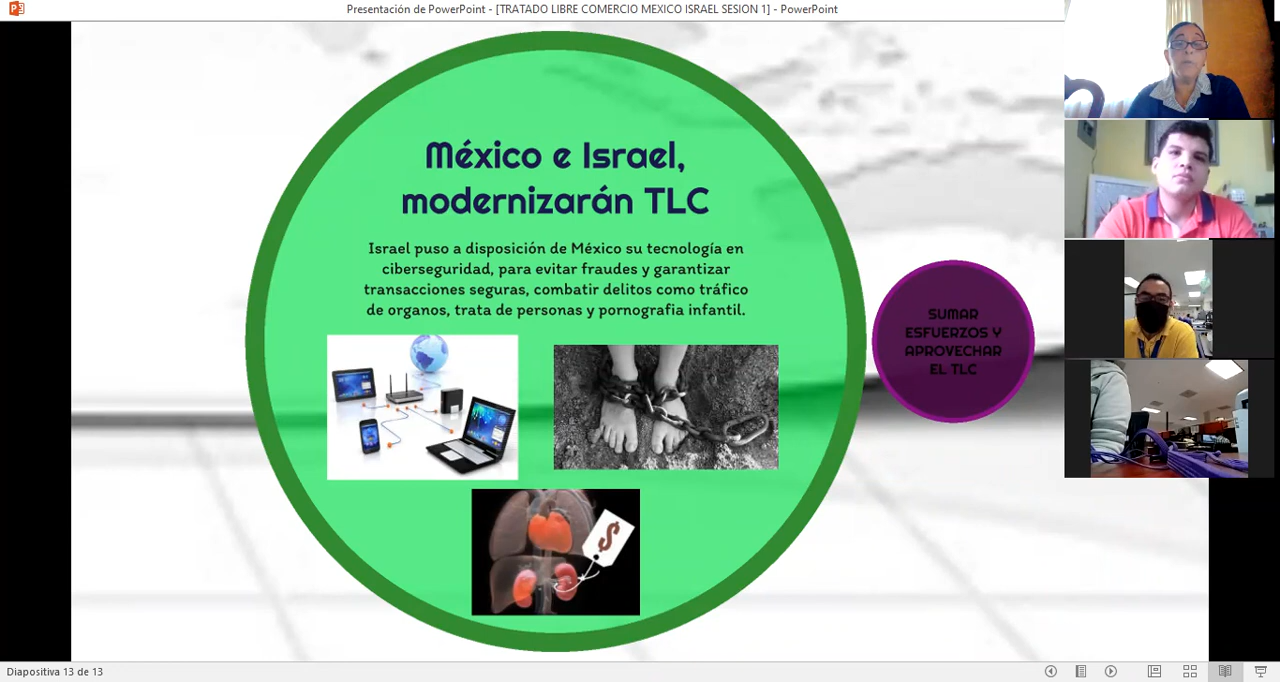 Presentación de PowerPoint - [TRATADO LIBRE COMERCIO MEXICO ISRAEL SESION 1] - PowerPoint
México e Israel,
modernizarán TLC
Israel puso a disposición de México su tecnología en
ciberseguridad, para evitar fraudes y garantizar
transacciones seguras, combatir delitos como tráfico
de organos, trata de personas y pornografia infantil.
$
SUMAR
ESFUERZOS Y
APROVECHAR
EL TLC
Diapositiva 13 de 13